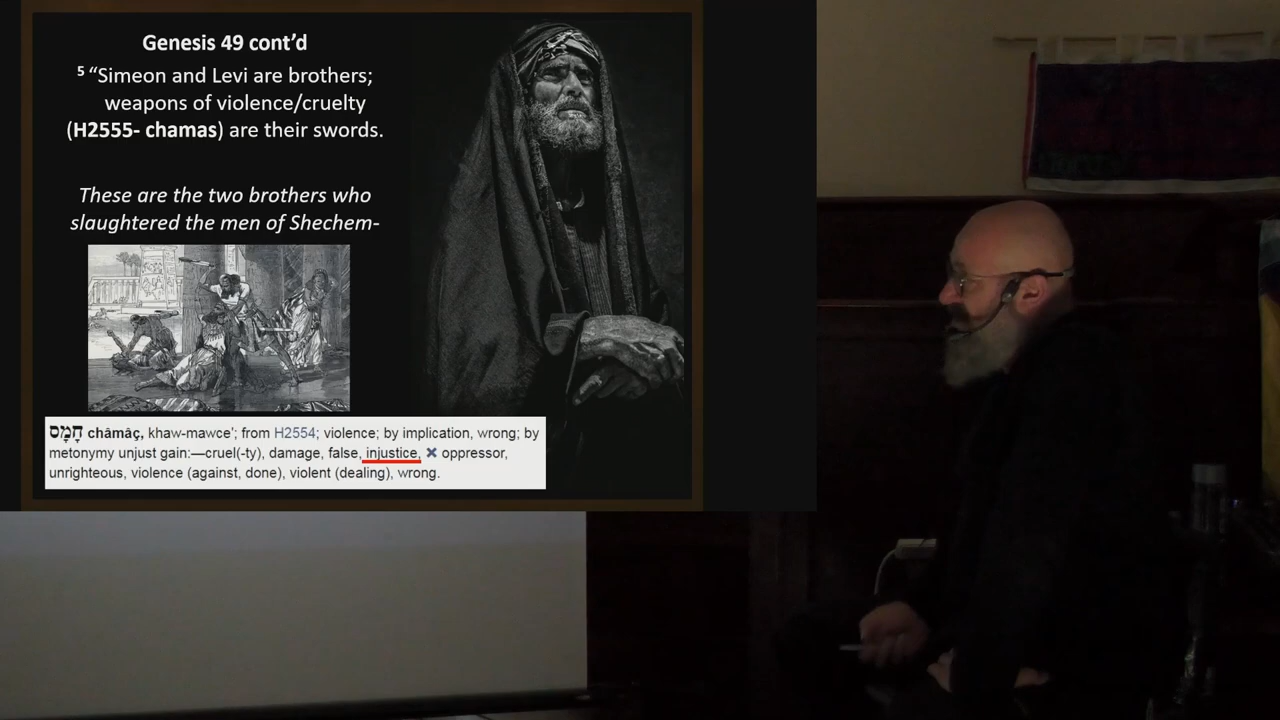 Genesis 49 cont’d
5 “Simeon and Levi are brothers;
weapons of violence/cruelty
(H2555- chamas) are their swords.
These are the two brothers who
slaughtered the men of Shechem-
חָמָס châmâç, khaw-mawce'; from H2554; violence; by implication, wrong; by
metonymy unjust gain:—cruel(-ty), damage, false, injustice, × oppressor,
unrighteous, violence (against, done), violent (dealing), wrong.